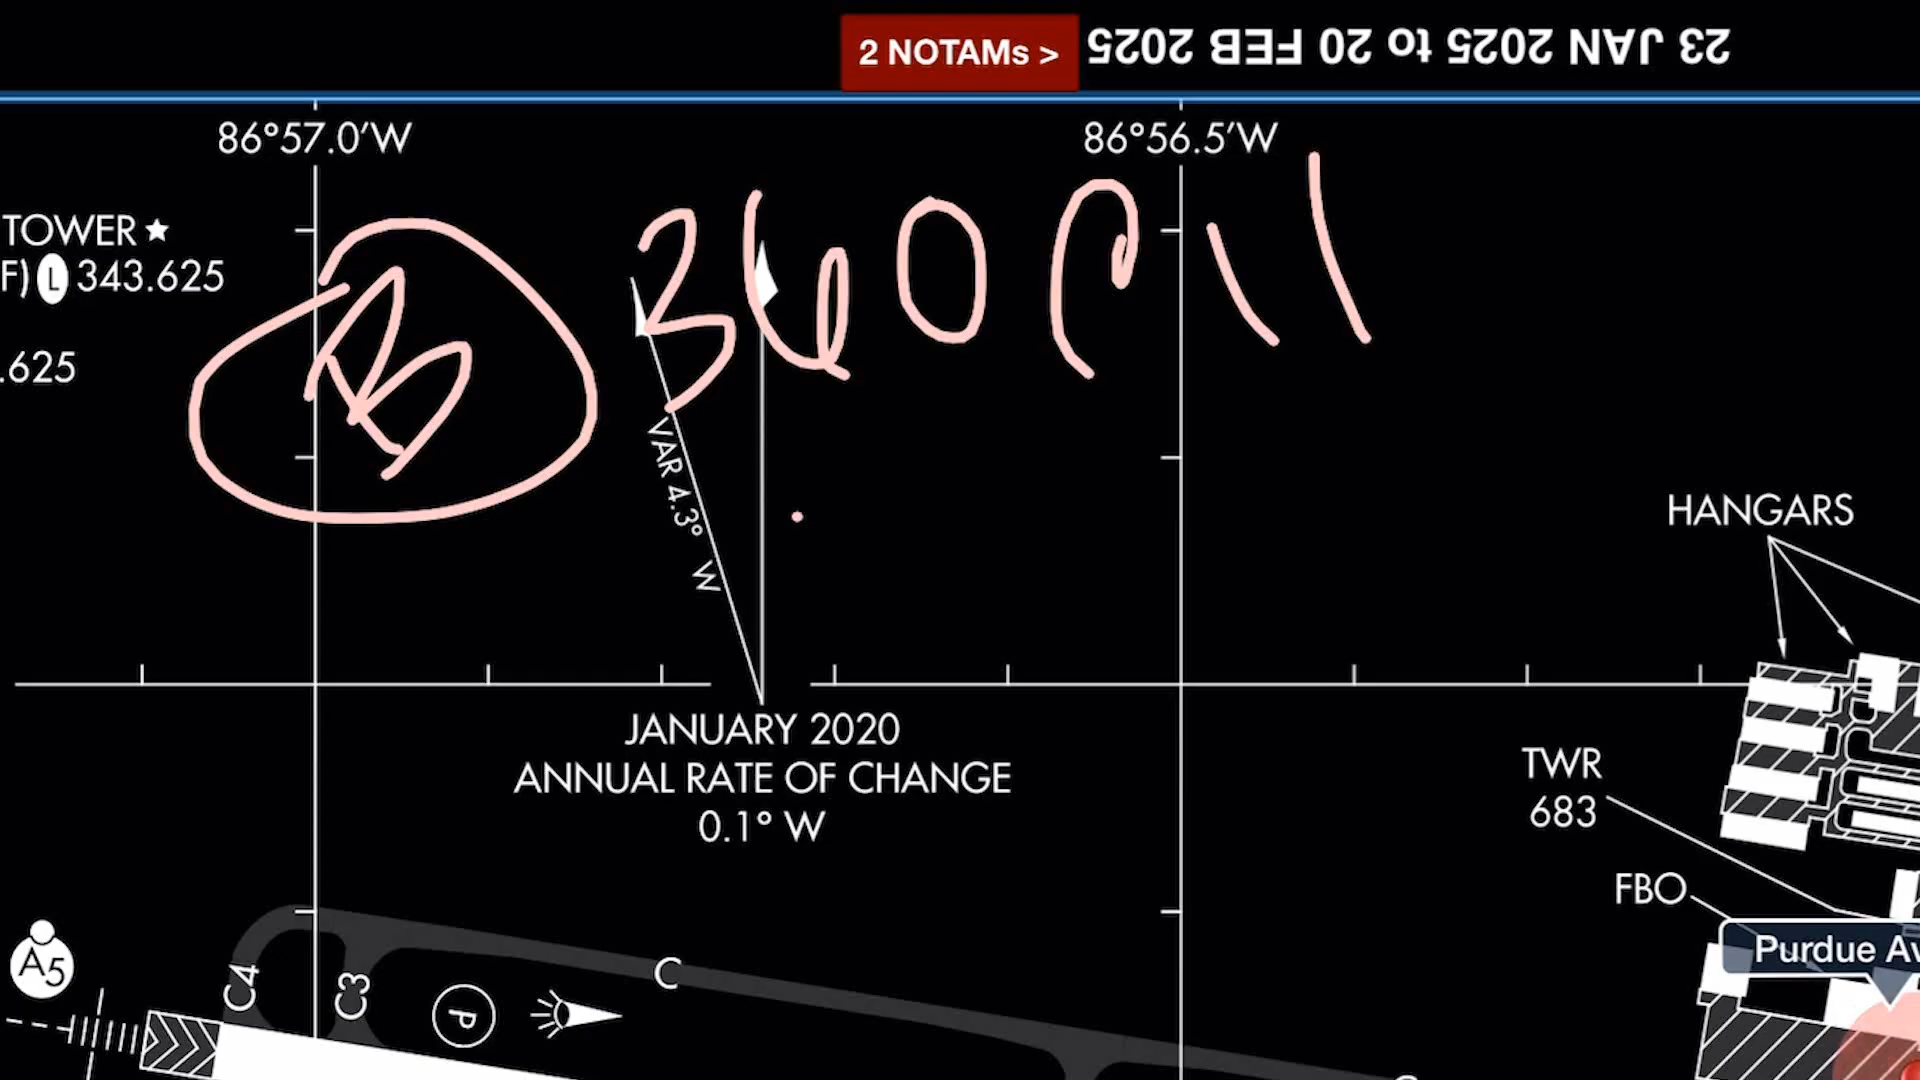 2 NOTAMs >
23 JAN 2025 to 20 FEB 2025
86°57.0'W
86°56.5'W
TOWER ★
F) L 343.625
.625
B 360@11
VAR 4.3° W
JANUARY 2020
ANNUAL RATE OF CHANGE
0.1° W
HANGARS
TWR
683
FBO
Purdue Av
A5
C4
C3
P
C